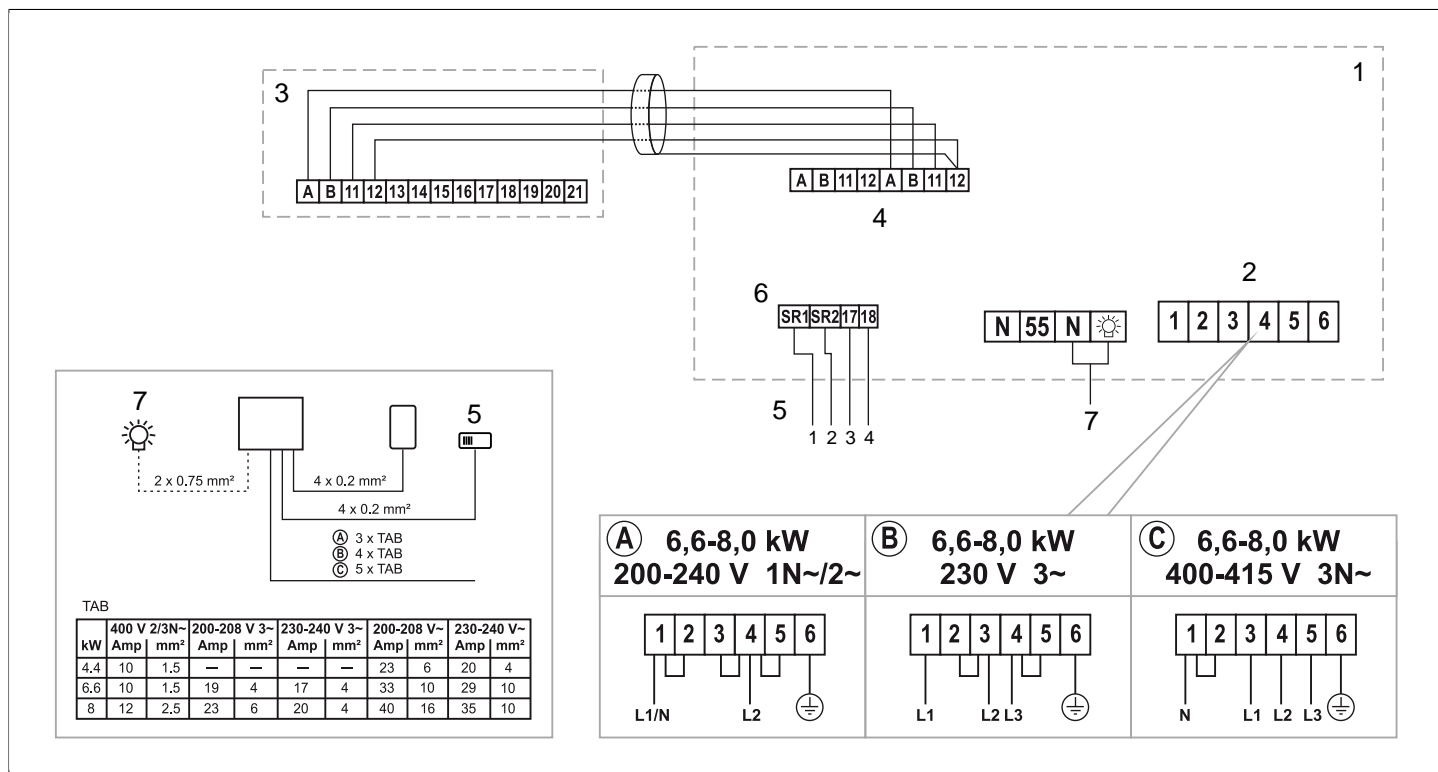 3
1
A B 11 12 13 14 15 16 17 18 19 20 21
A B 11 12 A B 11 12
4
2
6
SR1 SR2 17 18
N 55 N
1 2 3 4 5 6
5
1 2 3 4
7
7
5
2 x 0.75 mm²
4 x 0.2 mm²
4 x 0.2 mm²
A 3 x TAB
B 4 x TAB
C 5 x TAB
TAB
kW 400 V 2/3N~ 200-208 V 3~ 230-240 V 3~ 200-208 V~ 230-240 V~
Amp mm² Amp mm² Amp mm² Amp mm² Amp mm²
4.4 10 1.5 — — — — 23 6 20 4
6.6 10 1.5 19 4 17 4 33 10 29 10
8 12 2.5 23 6 20 4 40 16 35 10
A 6,6-8,0 kW
200-240 V 1N~/2~
1 2 3 4 5 6
L1/N L2
B 6,6-8,0 kW
230 V 3~
1 2 3 4 5 6
L1 L2 L3
C 6,6-8,0 kW
400-415 V 3N~
1 2 3 4 5 6
N L1 L2 L3